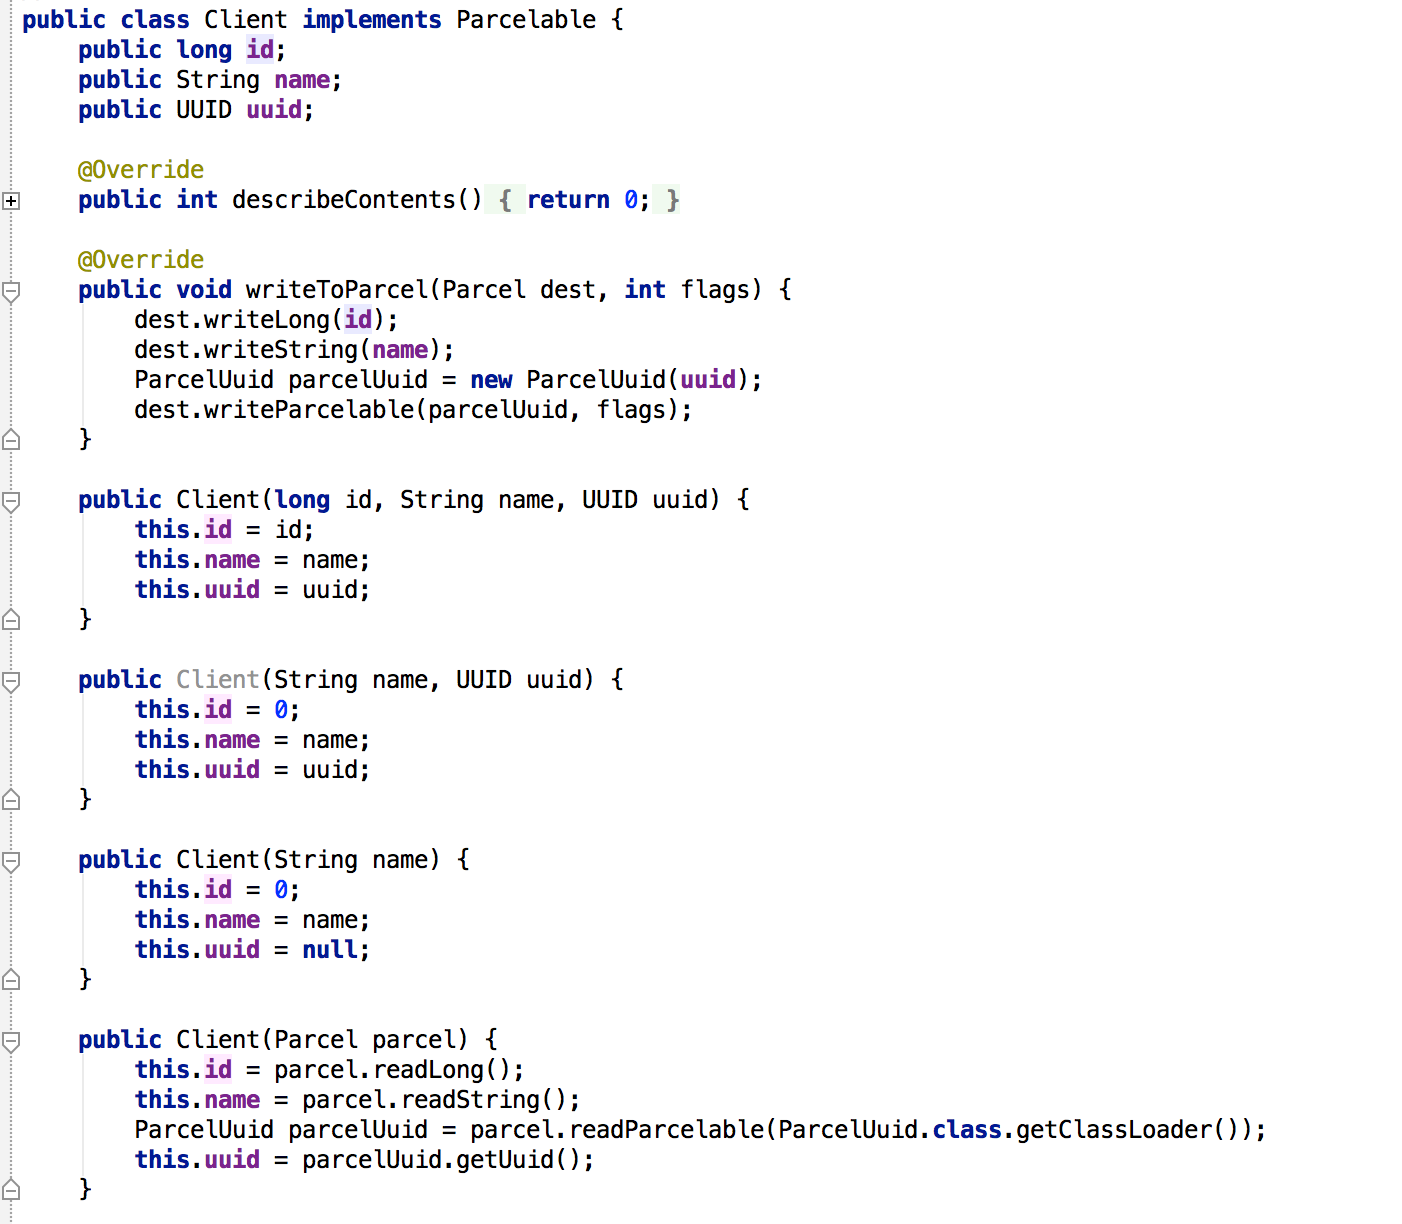 public class Client implements Parcelable {
    public long id;
    public String name;
    public UUID uuid;

    @Override
    public int describeContents() { return 0; }

    @Override
    public void writeToParcel(Parcel dest, int flags) {
        dest.writeLong(id);
        dest.writeString(name);
        ParcelUuid parcelUuid = new ParcelUuid(uuid);
        dest.writeParcelable(parcelUuid, flags);
    }

    public Client(long id, String name, UUID uuid) {
        this.id = id;
        this.name = name;
        this.uuid = uuid;
    }

    public Client(String name, UUID uuid) {
        this.id = 0;
        this.name = name;
        this.uuid = uuid;
    }

    public Client(String name) {
        this.id = 0;
        this.name = name;
        this.uuid = null;
    }

    public Client(Parcel parcel) {
        this.id = parcel.readLong();
        this.name = parcel.readString();
        ParcelUuid parcelUuid = parcel.readParcelable(ParcelUuid.class.getClassLoader());
        this.uuid = parcelUuid.getUuid();
    }